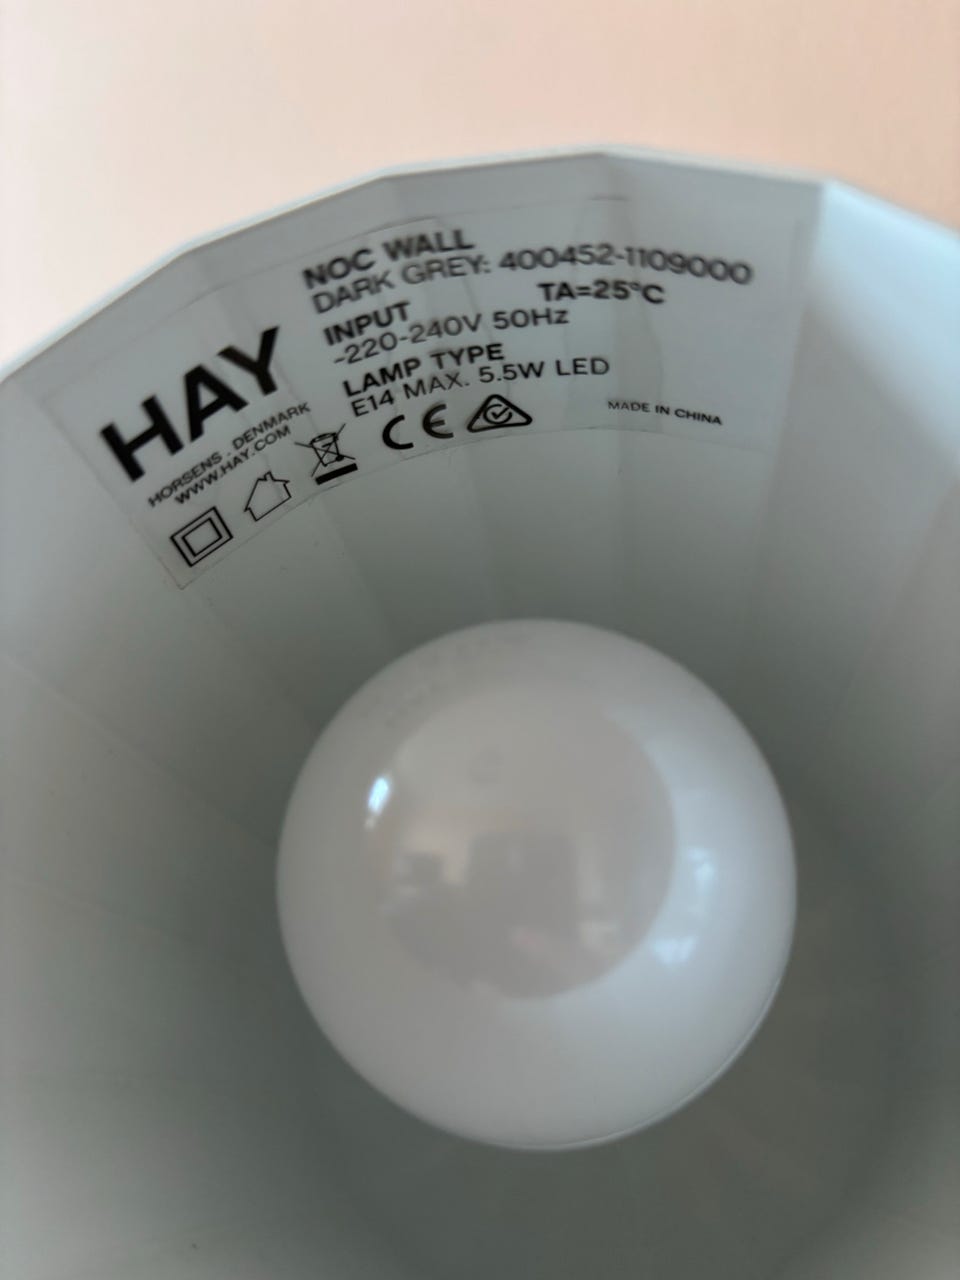 NOC WALL
DARK GREY: 400452-1109000
INPUT TA=25°C
~220-240V 50Hz
LAMP TYPE
E14 MAX. 5.5W LED
HAY
HORSENS . DENMARK
WWW.HAY.COM
CE
MADE IN CHINA